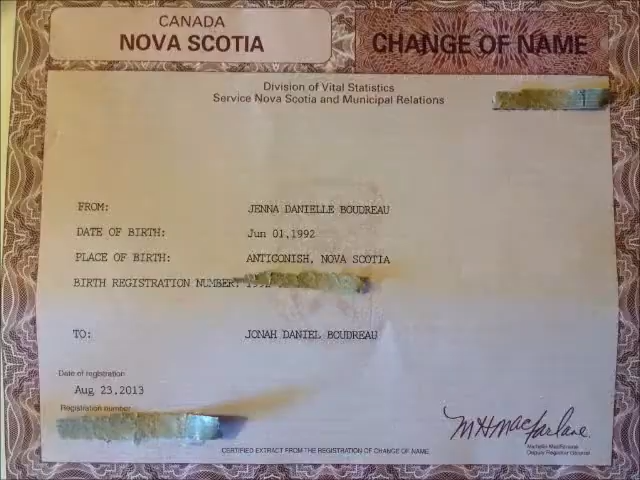 CANADA
NOVA SCOTIA
CHANGE OF NAME
Division of Vital Statistics
Service Nova Scotia and Municipal Relations
FROM: JENNA DANIELLE BOUDREAU
DATE OF BIRTH: Jun 01,1992
PLACE OF BIRTH: ANTIGONISH, NOVA SCOTIA
BIRTH REGISTRATION NUMBER:
TO: JONAH DANIEL BOUDREAU
Date of registration
Aug 23,2013
Registration number
MHMacfarlane
Deputy Registrar General
CERTIFIED EXTRACT FROM THE REGISTRATION OF CHANGE OF NAME